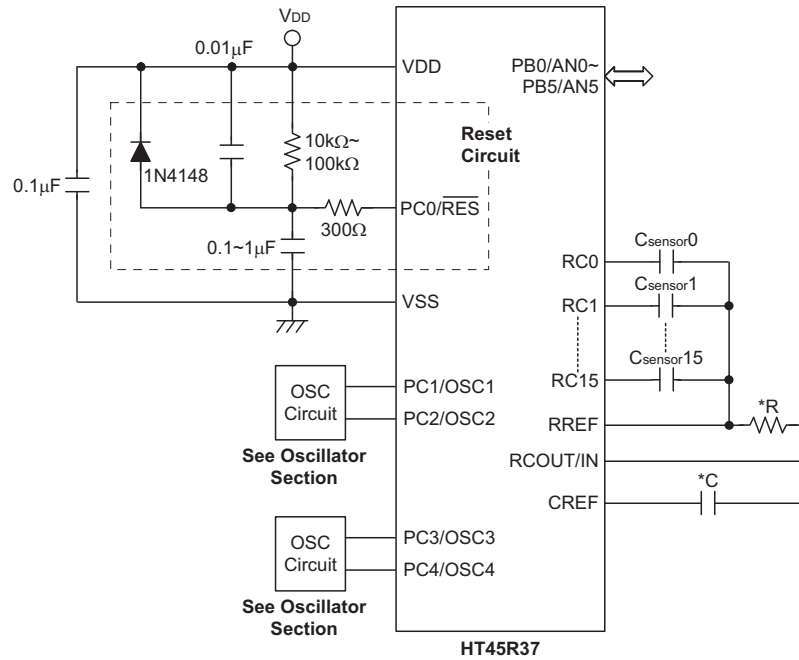 VDD
0.01μF
VDD
PB0/AN0~
PB5/AN5
Reset
Circuit
10kΩ~
100kΩ
1N4148
0.1μF
PC0/RES
300Ω
0.1~1μF
VSS
RC0
Csensor0
RC1
Csensor1
RC15
Csensor15
RREF
*R
RCOUT/IN
CREF
*C
OSC
Circuit
PC1/OSC1
PC2/OSC2
See Oscillator
Section
OSC
Circuit
PC3/OSC3
PC4/OSC4
See Oscillator
Section
HT45R37